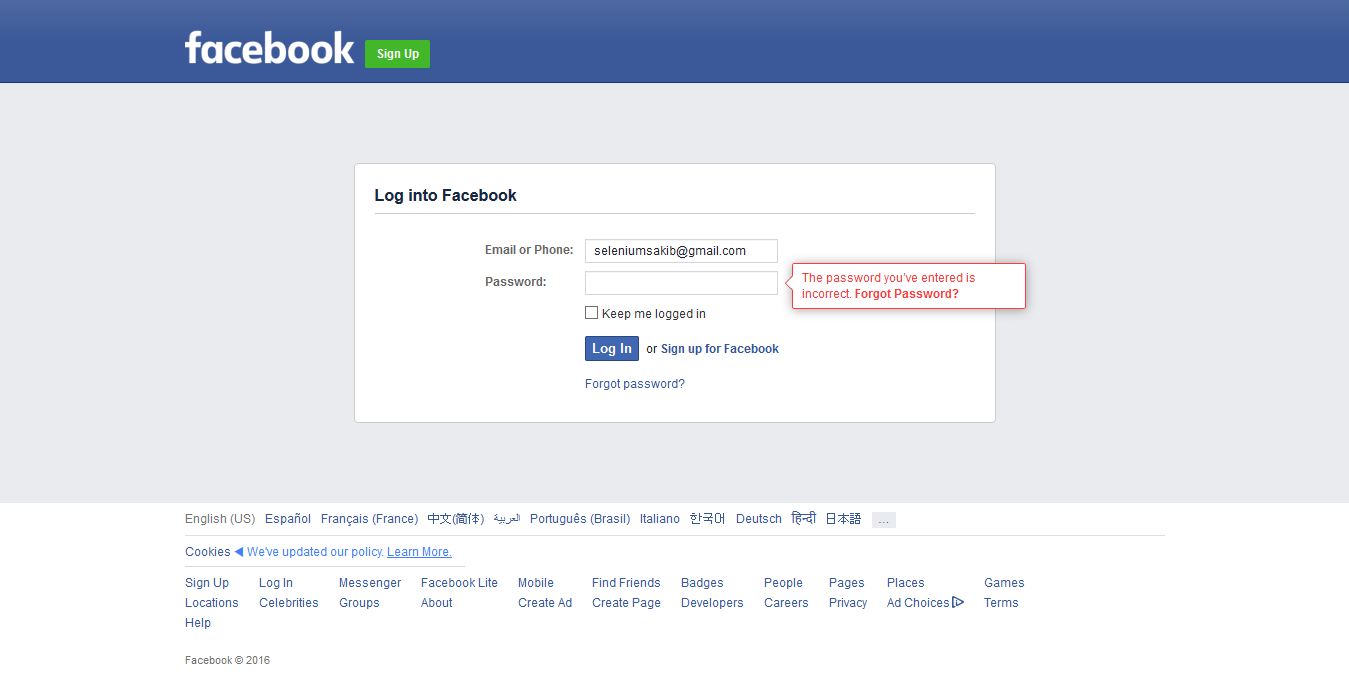 facebook Sign Up
Log into Facebook
Email or Phone: seleniumsakib@gmail.com
Password:
The password you've entered is
incorrect. Forgot Password?
Keep me logged in
Log In or Sign up for Facebook
Forgot password?
English (US) Español Français (France) 中文(简体) العربية Português (Brasil) Italiano 한국어 Deutsch हिन्दी 日本語 ...
Cookies We've updated our policy. Learn More.
Sign Up Log In Messenger Facebook Lite Mobile Find Friends Badges People Pages Places Games
Locations Celebrities Groups About Create Ad Create Page Developers Careers Privacy Ad Choices Terms
Help
Facebook © 2016